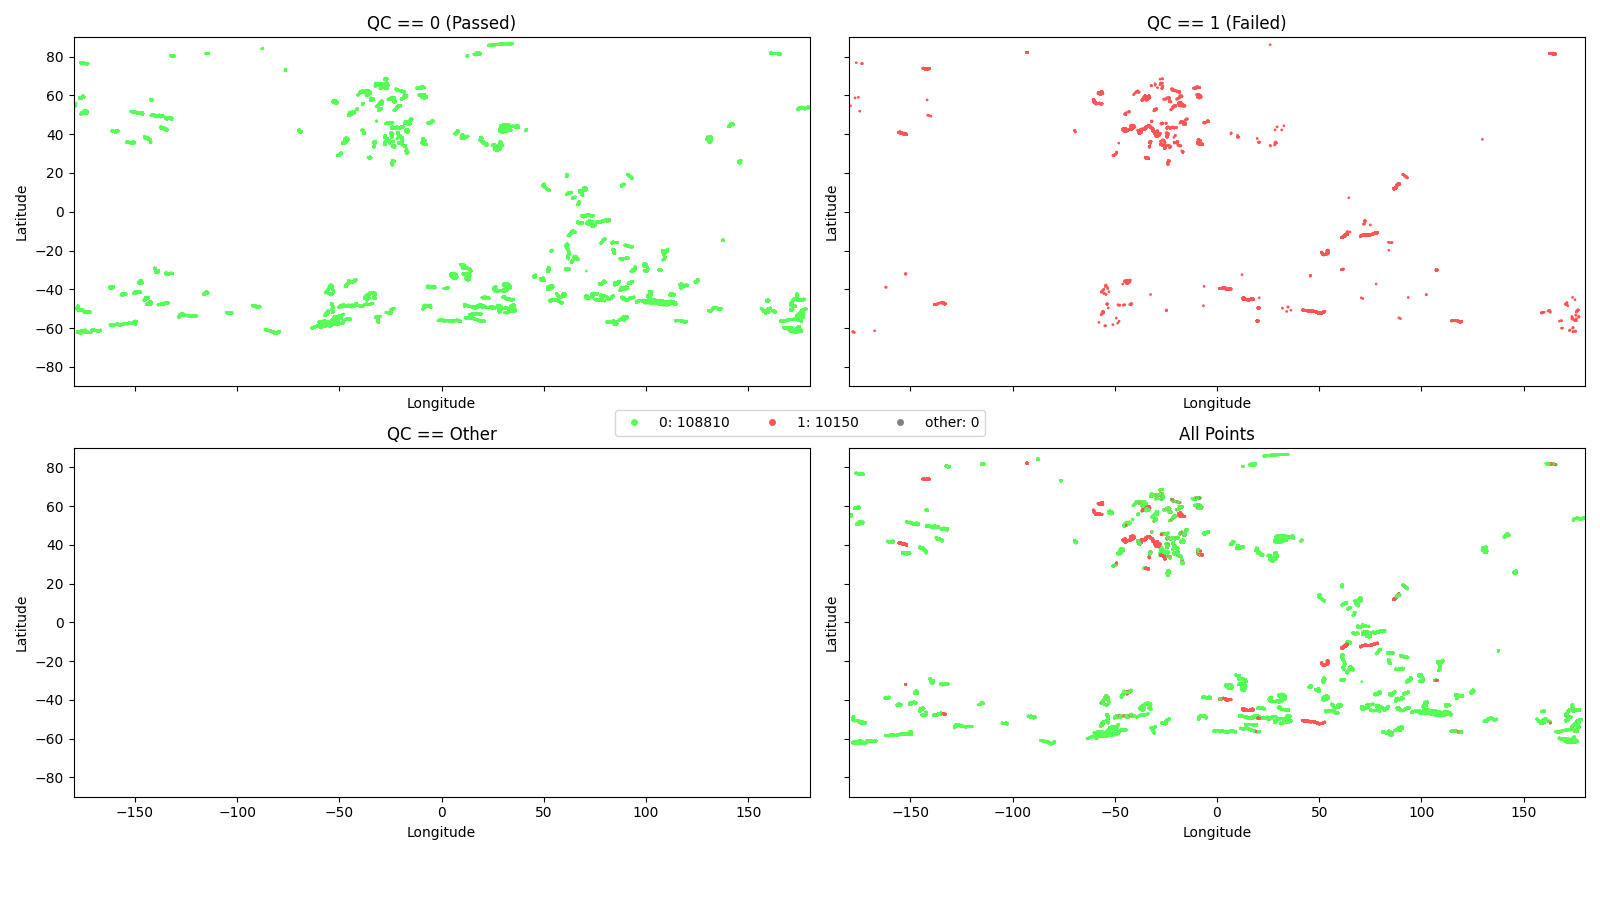 QC == 0 (Passed)
QC == 1 (Failed)
80
60
40
20
0
−20
−40
−60
−80
Latitude
Latitude
Longitude
Longitude
0: 108810
1: 10150
other: 0
QC == Other
All Points
80
60
40
20
0
−20
−40
−60
−80
Latitude
Latitude
−150
−100
−50
0
50
100
150
−150
−100
−50
0
50
100
150
Longitude
Longitude